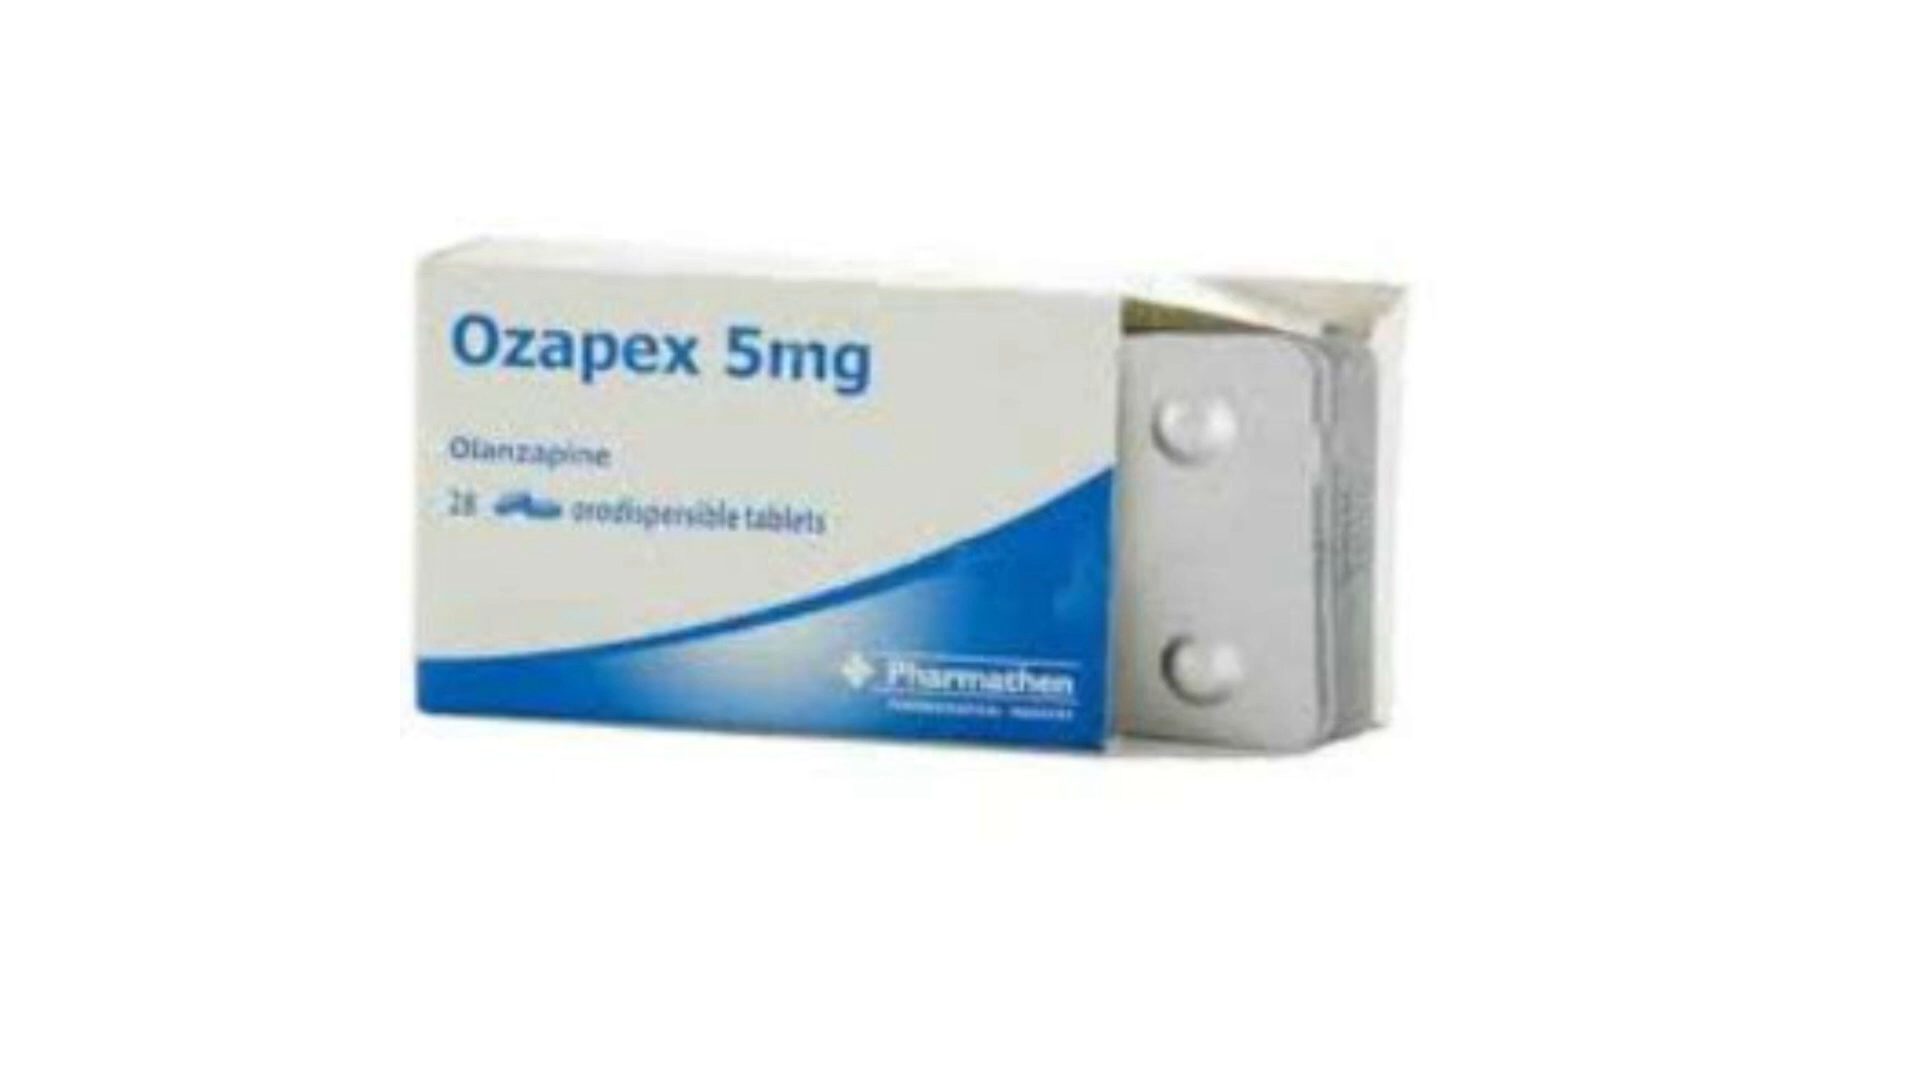 Ozapex 5mg
Olanzapine
28 orodispersible tablets
Pharmathen